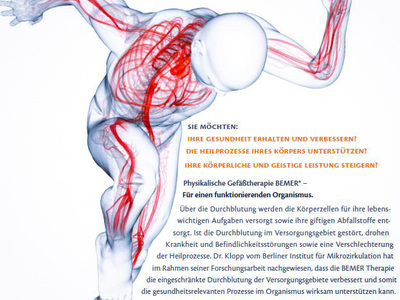 SIE MÖCHTEN:
IHRE GESUNDHEIT ERHALTEN UND VERBESSERN?
DIE HEILPROZESSE IHRES KÖRPERS UNTERSTÜTZEN?
IHRE KÖRPERLICHE UND GEISTIGE LEISTUNG STEIGERN?
Physikalische Gefäßtherapie BEMER® –
Für einen funktionierenden Organismus.
Über die Durchblutung werden die Körperzellen für ihre lebens-
wichtigen Aufgaben versorgt sowie ihre giftigen Abfallstoffe ent-
sorgt. Ist die Durchblutung im Versorgungsgebiet gestört, drohen
Krankheit und Befindlichkeitsstörungen sowie eine Verschlechterung
der Heilprozesse. Dr. Klopp vom Berliner Institut für Mikrozirkulation hat
im Rahmen seiner Forschungsarbeit nachgewiesen, dass die BEMER Therapie
die eingeschränkte Durchblutung der Versorgungsgebiete verbessert und somit
die gesundheitsrelevanten Prozesse im Organismus wirksam unterstützen kann.